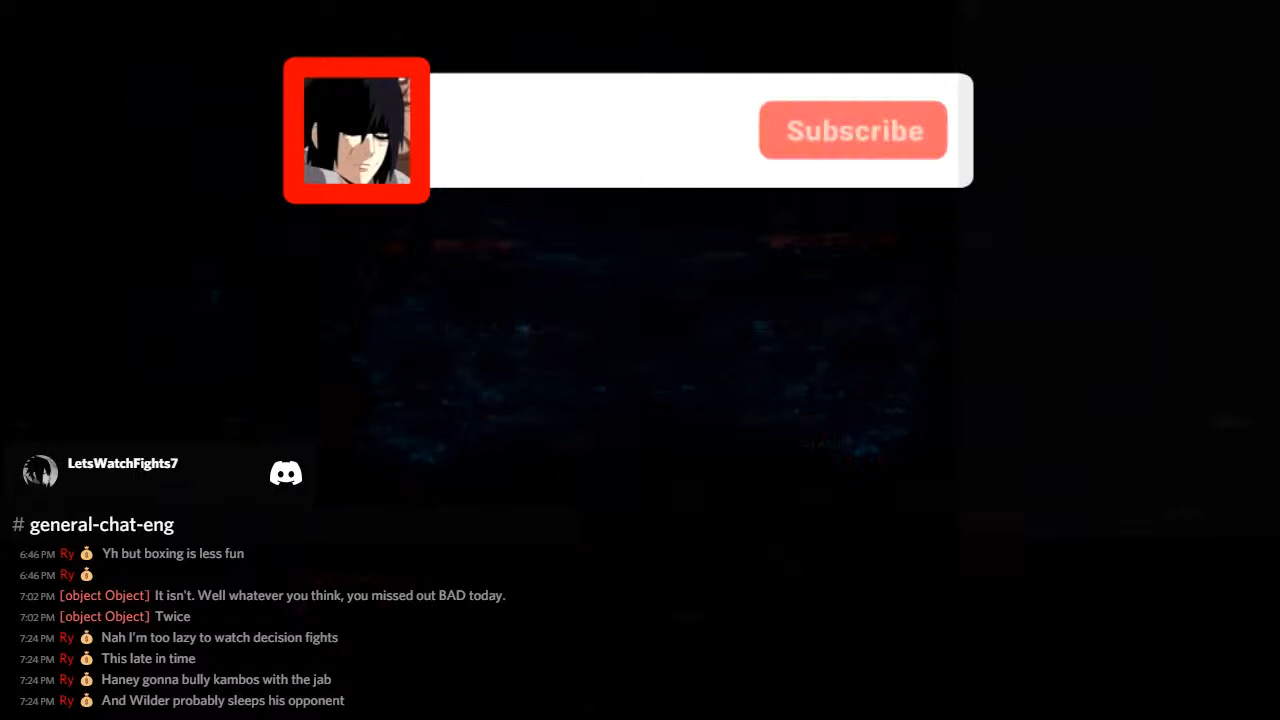 Subscribe
LetsWatchFights7
# general-chat-eng
6:46 PM Ry 💰 Yh but boxing is less fun
6:46 PM Ry 💰
7:02 PM [object Object] It isn't. Well whatever you think, you missed out BAD today.
7:02 PM [object Object] Twice
7:24 PM Ry 💰 Nah I'm too lazy to watch decision fights
7:24 PM Ry 💰 This late in time
7:24 PM Ry 💰 Haney gonna bully kambos with the jab
7:24 PM Ry 💰 And Wilder probably sleeps his opponent